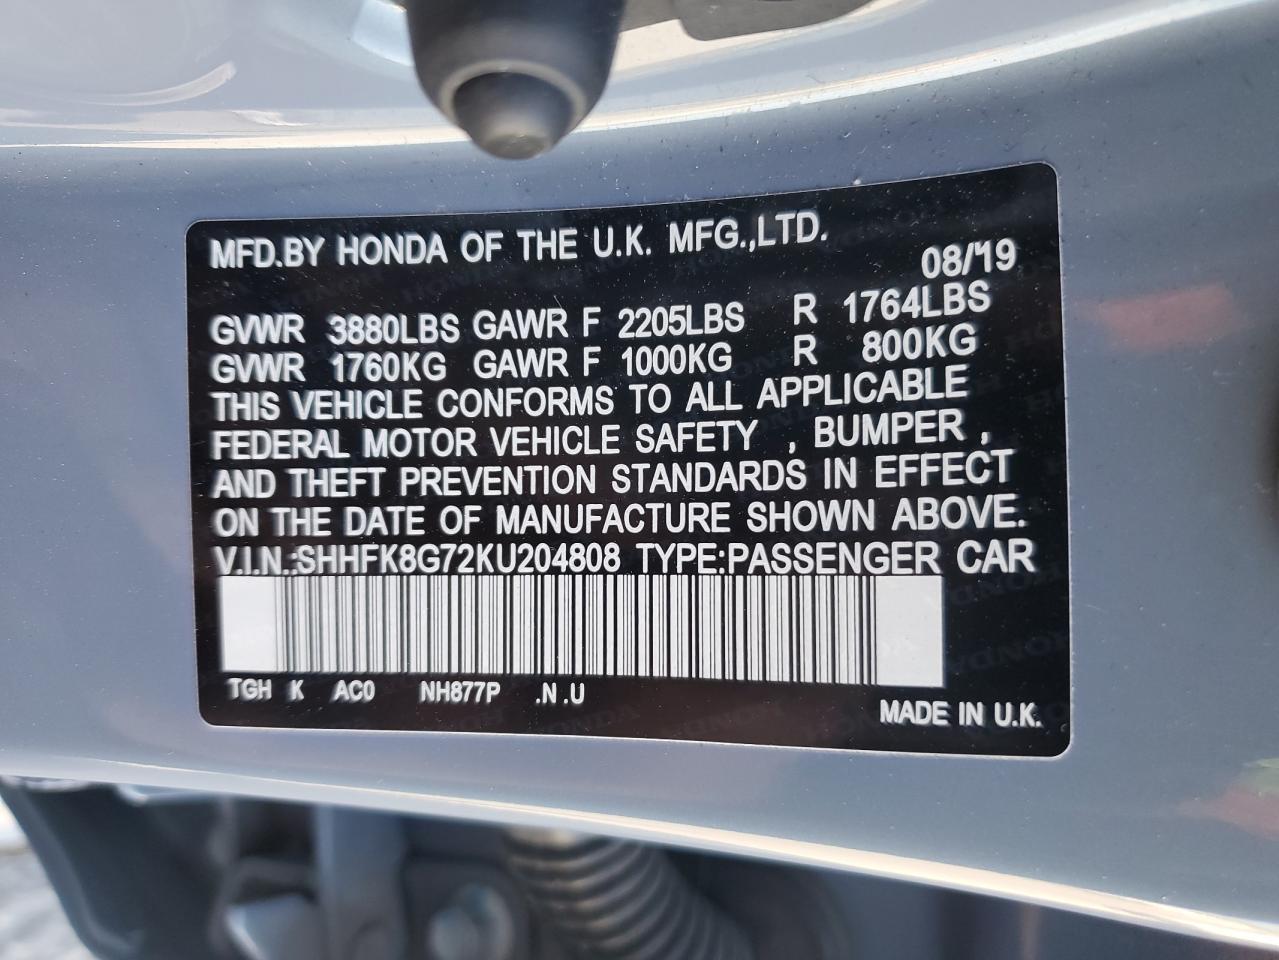 MFD.BY HONDA OF THE U.K. MFG.,LTD.
08/'19
GVWR 3880LBS GAWR F 2205LBS R 1764LBS
GVWR 1760KG GAWR F 1000KG R 800KG
THIS VEHICLE CONFORMS TO ALL APPLICABLE
FEDERAL MOTOR VEHICLE SAFETY , BUMPER ,
AND THEFT PREVENTION STANDARDS IN EFFECT
ON THE DATE OF MANUFACTURE SHOWN ABOVE.
V.I.N.:SHHFK8G72KU204808 TYPE:PASSENGER CAR
TGH K AC0 NH877P .N .U
MADE IN U.K.